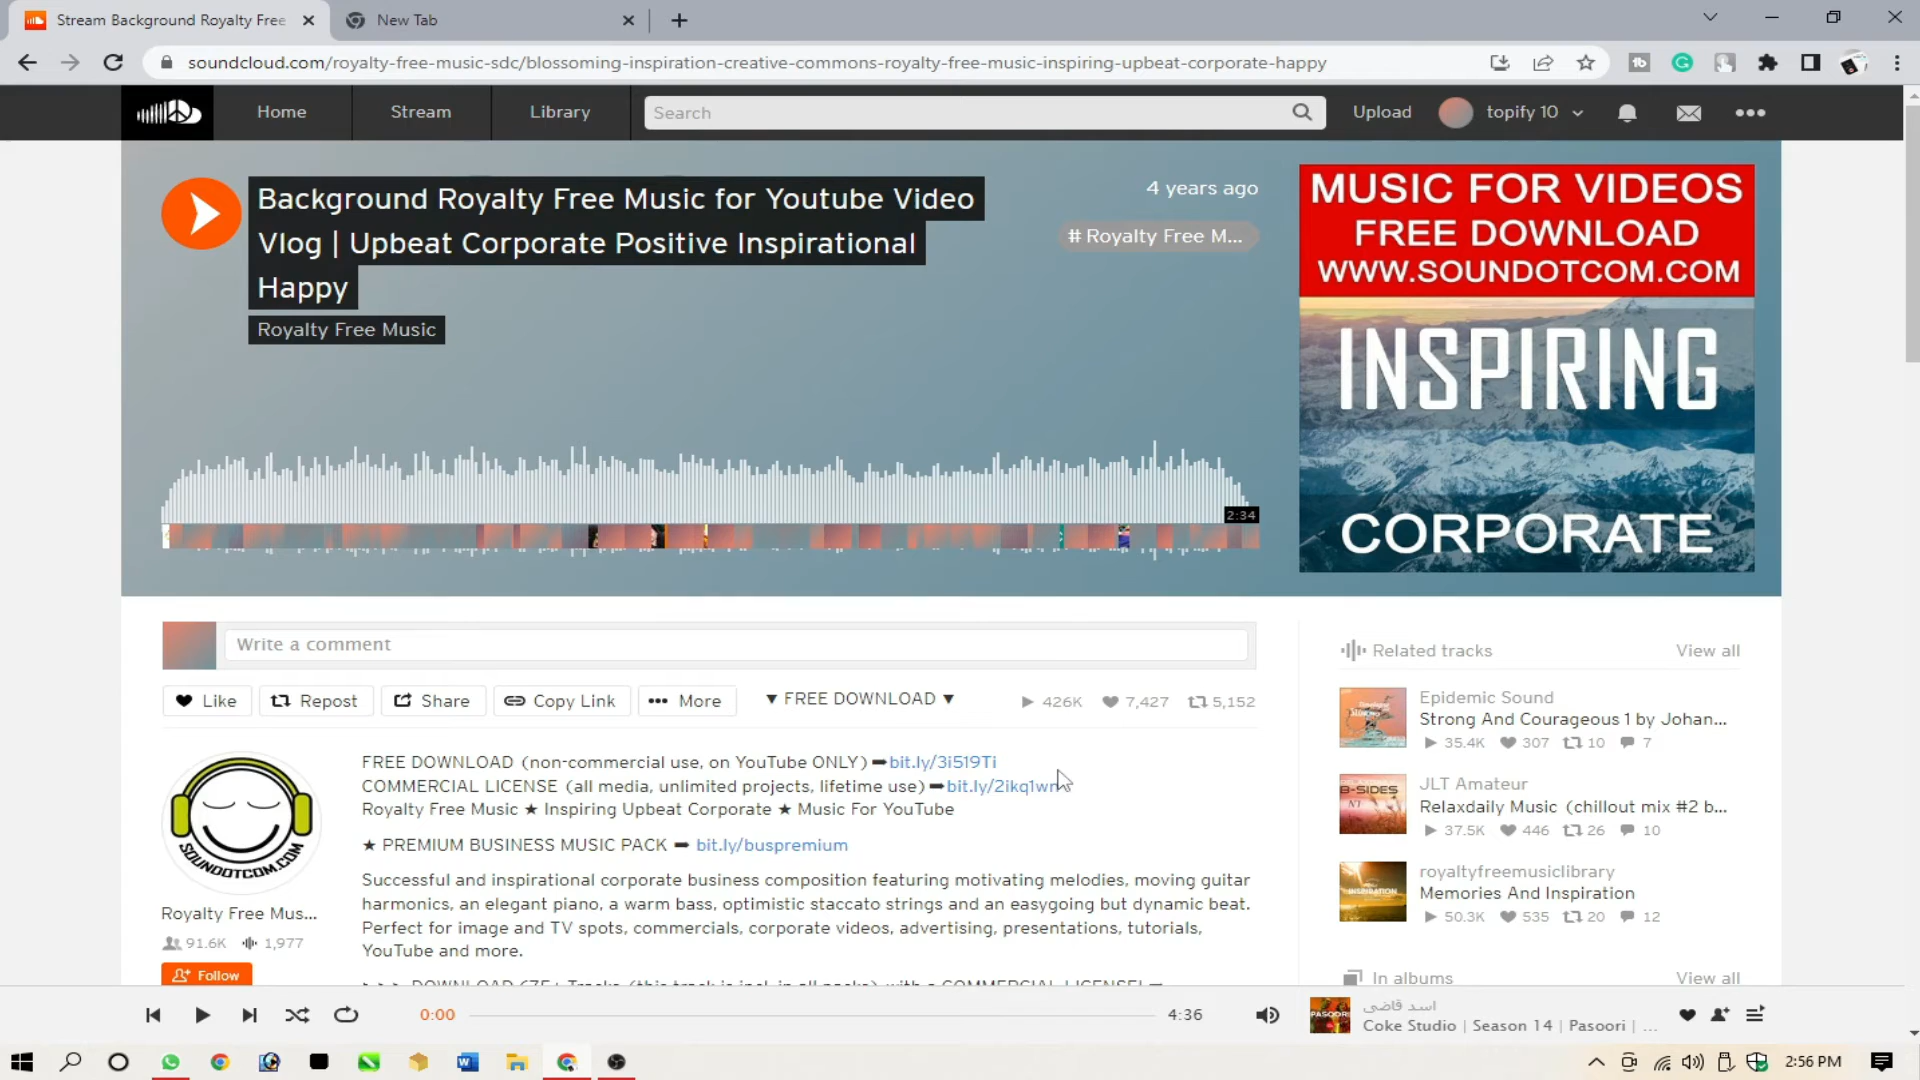 Stream Background Royalty Free
New Tab
soundcloud.com/royalty-free-music-sdc/blossoming-inspiration-creative-commons-royalty-free-music-inspiring-upbeat-corporate-happy
Home
Stream
Library
Search
Upload
topify 10
Background Royalty Free Music for Youtube Video
Vlog | Upbeat Corporate Positive Inspirational
Happy
Royalty Free Music
4 years ago
# Royalty Free M...
2:34
MUSIC FOR VIDEOS
FREE DOWNLOAD
WWW.SOUNDOTCOM.COM
INSPIRING
CORPORATE
Write a comment
Like
Repost
Share
Copy Link
More
▼ FREE DOWNLOAD ▼
426K
7,427
5,152
SOUNDOTCOM.COM
Royalty Free Mus...
91.6K
1,977
Follow
FREE DOWNLOAD (non-commercial use, on YouTube ONLY) ➡bit.ly/3i519Ti
COMMERCIAL LICENSE (all media, unlimited projects, lifetime use) ➡bit.ly/2ikq1wn
Royalty Free Music ★ Inspiring Upbeat Corporate ★ Music For YouTube
★ PREMIUM BUSINESS MUSIC PACK ➡ bit.ly/buspremium
Successful and inspirational corporate business composition featuring motivating melodies, moving guitar
harmonics, an elegant piano, a warm bass, optimistic staccato strings and an easygoing but dynamic beat.
Perfect for image and TV spots, commercials, corporate videos, advertising, presentations, tutorials,
YouTube and more.
Related tracks
View all
Epidemic Sound
Strong And Courageous 1 by Johan...
35.4K 307 10 7
B-SIDES
JLT Amateur
Relaxdaily Music (chillout mix #2 b...
37.5K 446 26 10
INSPIRATION
royaltyfreemusiclibrary
Memories And Inspiration
50.3K 535 20 12
In albums
View all
0:00
4:36
PASOORI
اسد قاضی
Coke Studio | Season 14 | Pasoori | ...
2:56 PM